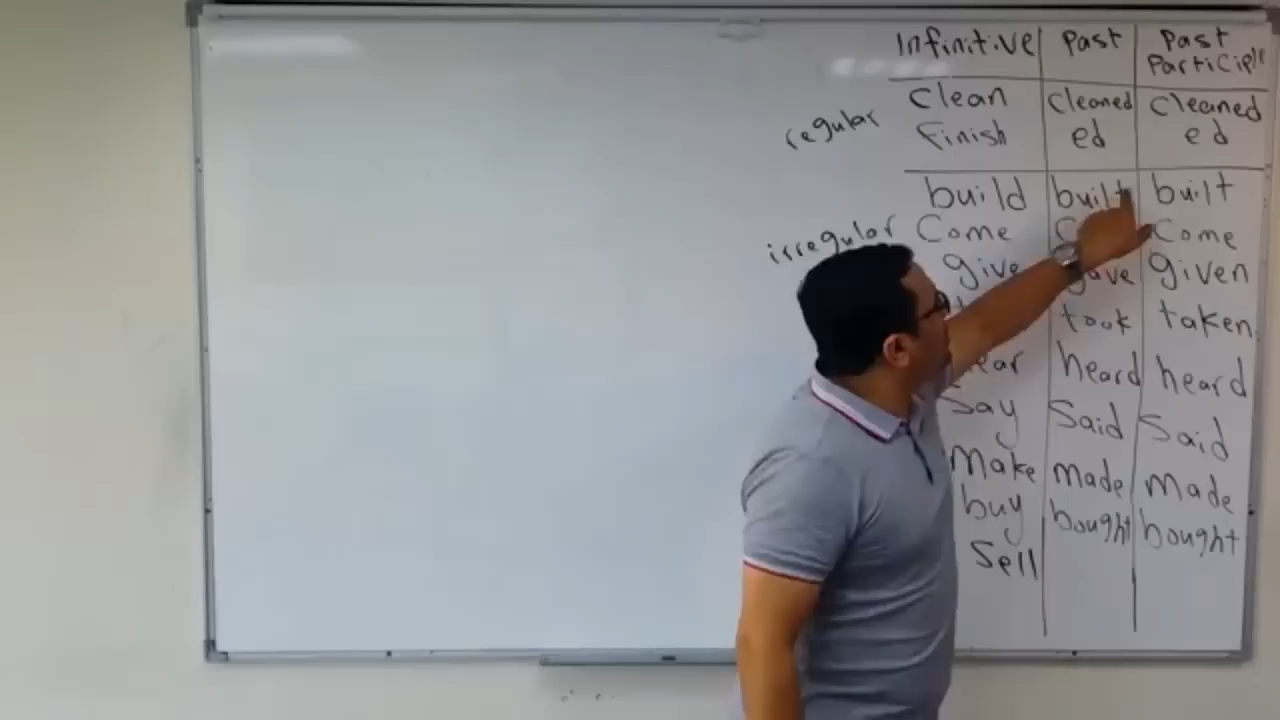 Infinitive Past Past Participle
regular
Clean Cleaned Cleaned
Finish ed ed
irregular
build built built
Come Come
give gave given
took taken
heard heard
Say Said Said
Make made made
buy bought bought
Sell